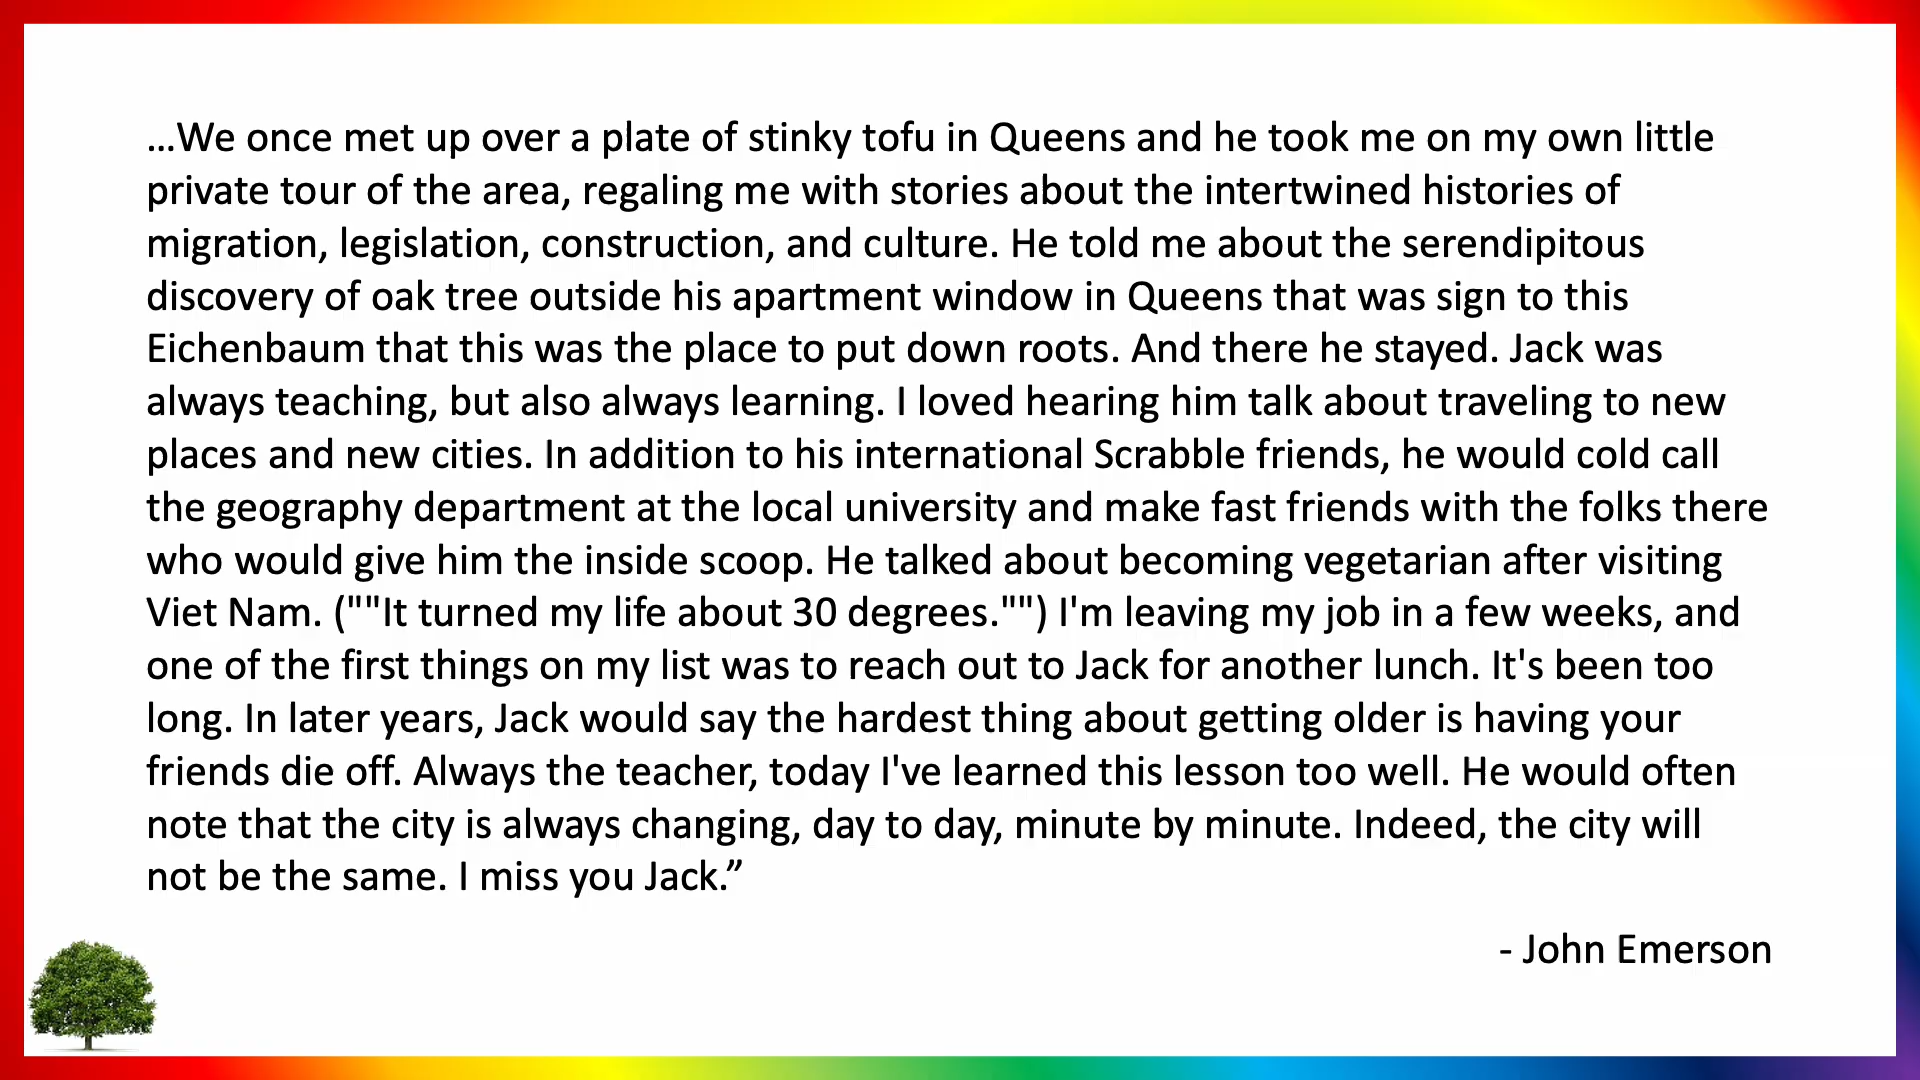 …We once met up over a plate of stinky tofu in Queens and he took me on my own little
private tour of the area, regaling me with stories about the intertwined histories of
migration, legislation, construction, and culture. He told me about the serendipitous
discovery of oak tree outside his apartment window in Queens that was sign to this
Eichenbaum that this was the place to put down roots. And there he stayed. Jack was
always teaching, but also always learning. I loved hearing him talk about traveling to new
places and new cities. In addition to his international Scrabble friends, he would cold call
the geography department at the local university and make fast friends with the folks there
who would give him the inside scoop. He talked about becoming vegetarian after visiting
Viet Nam. (""It turned my life about 30 degrees."") I'm leaving my job in a few weeks, and
one of the first things on my list was to reach out to Jack for another lunch. It's been too
long. In later years, Jack would say the hardest thing about getting older is having your
friends die off. Always the teacher, today I've learned this lesson too well. He would often
note that the city is always changing, day to day, minute by minute. Indeed, the city will
not be the same. I miss you Jack.”
- John Emerson